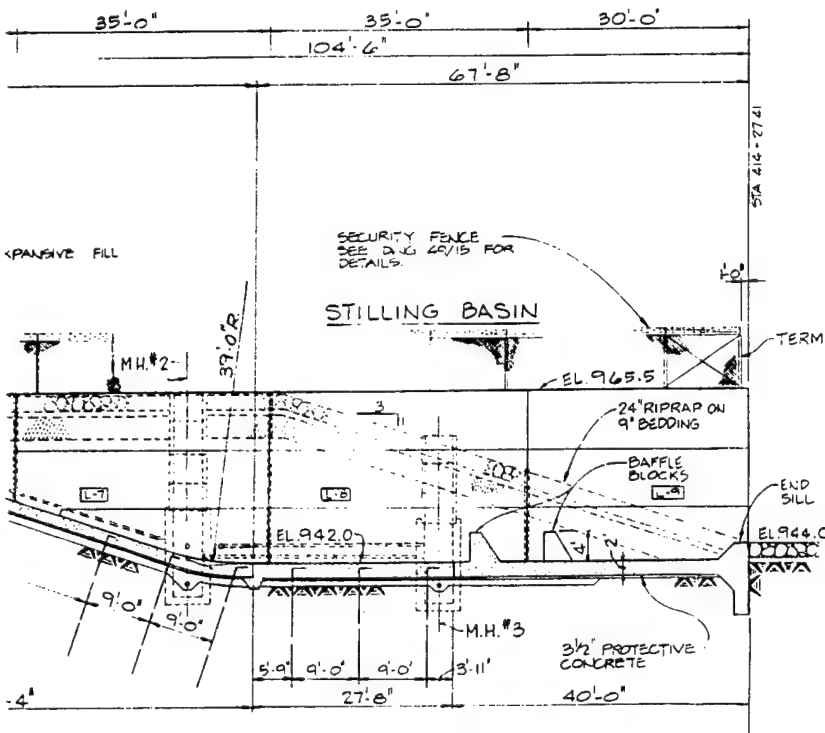 35'-0" 35'-0" 30'-0"
104'-6"
67'-8"
STA 414+27.41
XPANSIVE FILL
SECURITY FENCE
SEE DWG 60/15 FOR
DETAILS.
1'-0"
STILLING BASIN
M.H.#2
39'-0"R.
TERM
EL. 965.5
3
1
24" RIPRAP ON
9" BEDDING
BAFFLE
BLOCKS
L-7 L-8 L-9
END
SILL
EL. 942.0
EL. 944.0
4'
2'
9'-0" 9'-0"
M.H.#3
3½" PROTECTIVE
CONCRETE
5'-9" 9'-0" 9'-0" 3'-11"
-4" 27'-8" 40'-0"